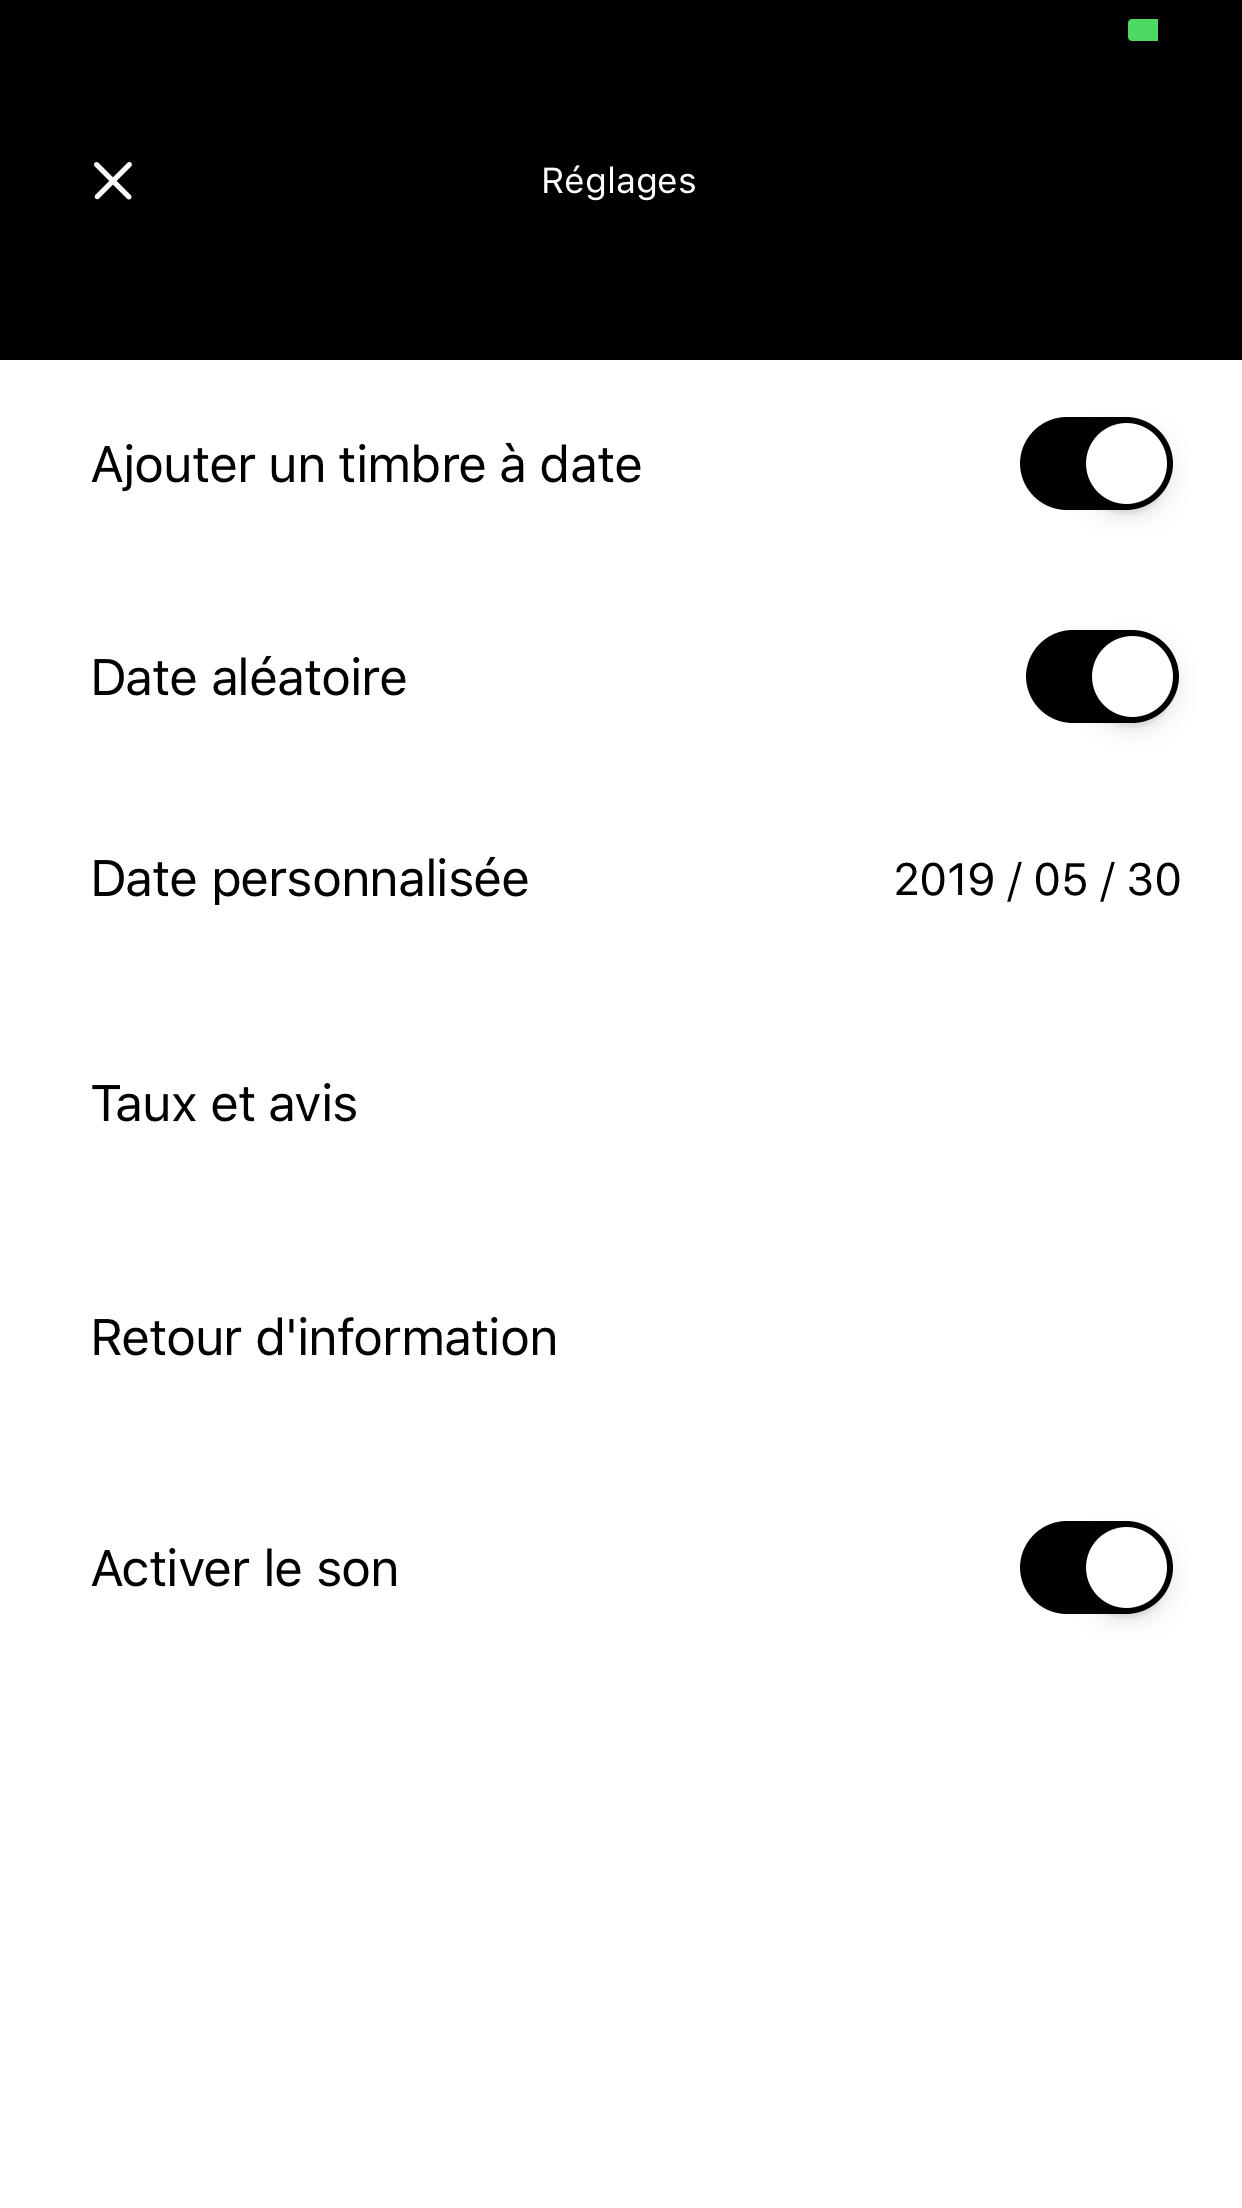 Réglages
Ajouter un timbre à date
Date aléatoire
Date personnalisée 2019 / 05 / 30
Taux et avis
Retour d'information
Activer le son